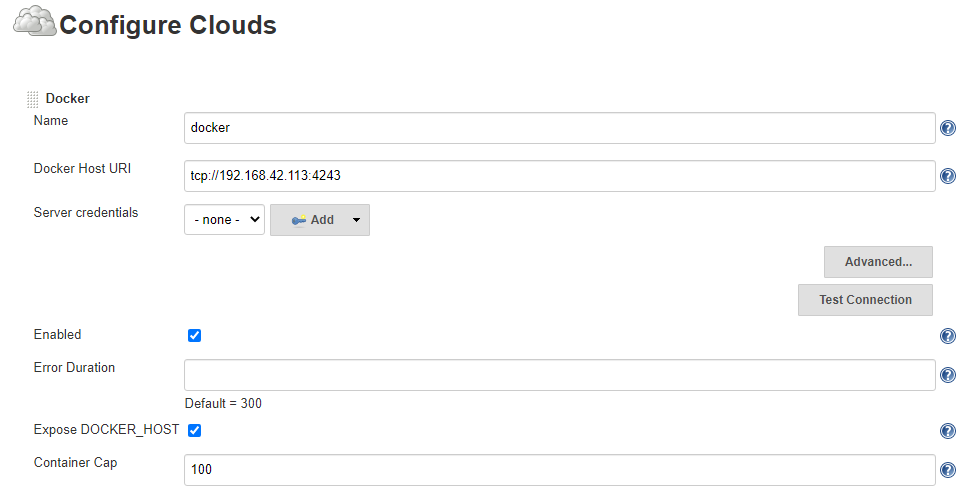 Configure Clouds
Docker
Name
docker
Docker Host URI
tcp://192.168.42.113:4243
Server credentials
- none -
Add
Advanced...
Test Connection
Enabled
Error Duration
Default = 300
Expose DOCKER_HOST
Container Cap
100